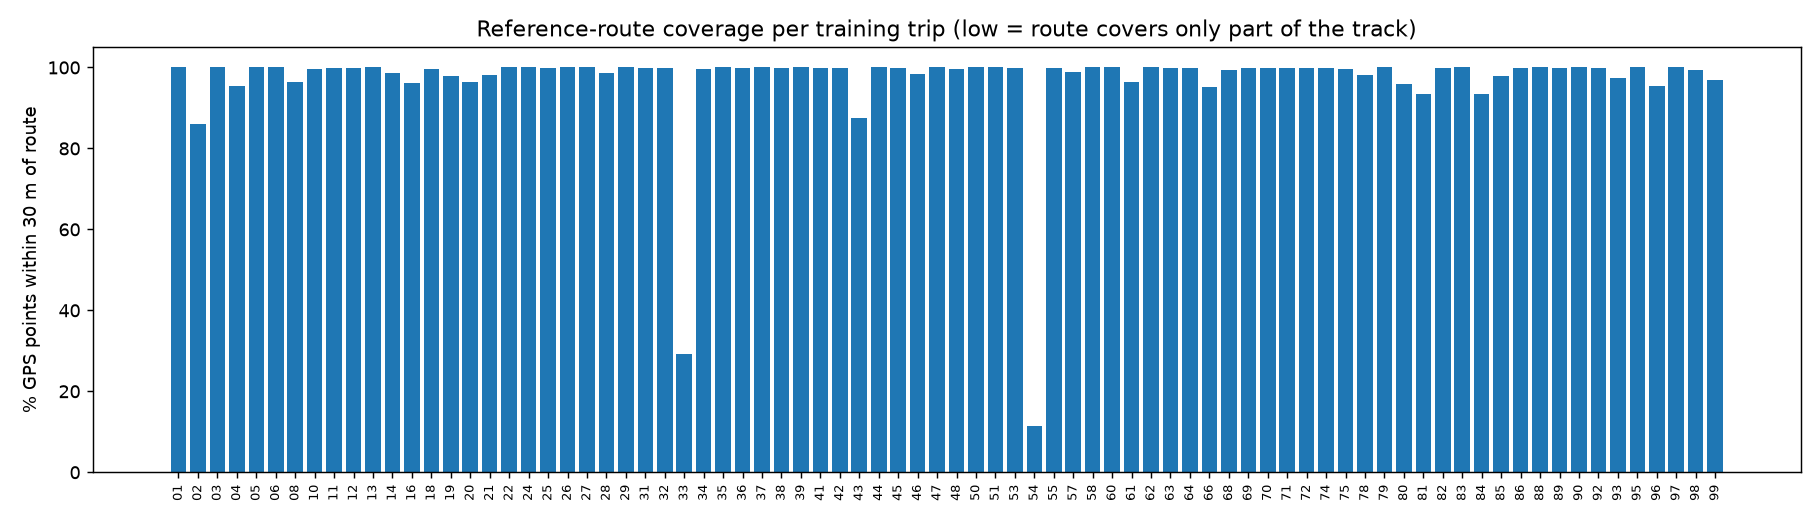 Reference-route coverage per training trip (low = route covers only part of the track)
% GPS points within 30 m of route
100
80
60
40
20
0
01 02 03 04 05 06 08 10 11 12 13 14 16 18 19 20 21 22 24 25 26 27 28 29 31 32 33 34 35 36 37 38 39 41 42 43 44 45 46 47 48 50 51 53 54 55 57 58 60 61 62 63 64 66 68 69 70 71 72 74 75 78 79 80 81 82 83 84 85 86 88 89 90 92 93 95 96 97 98 99